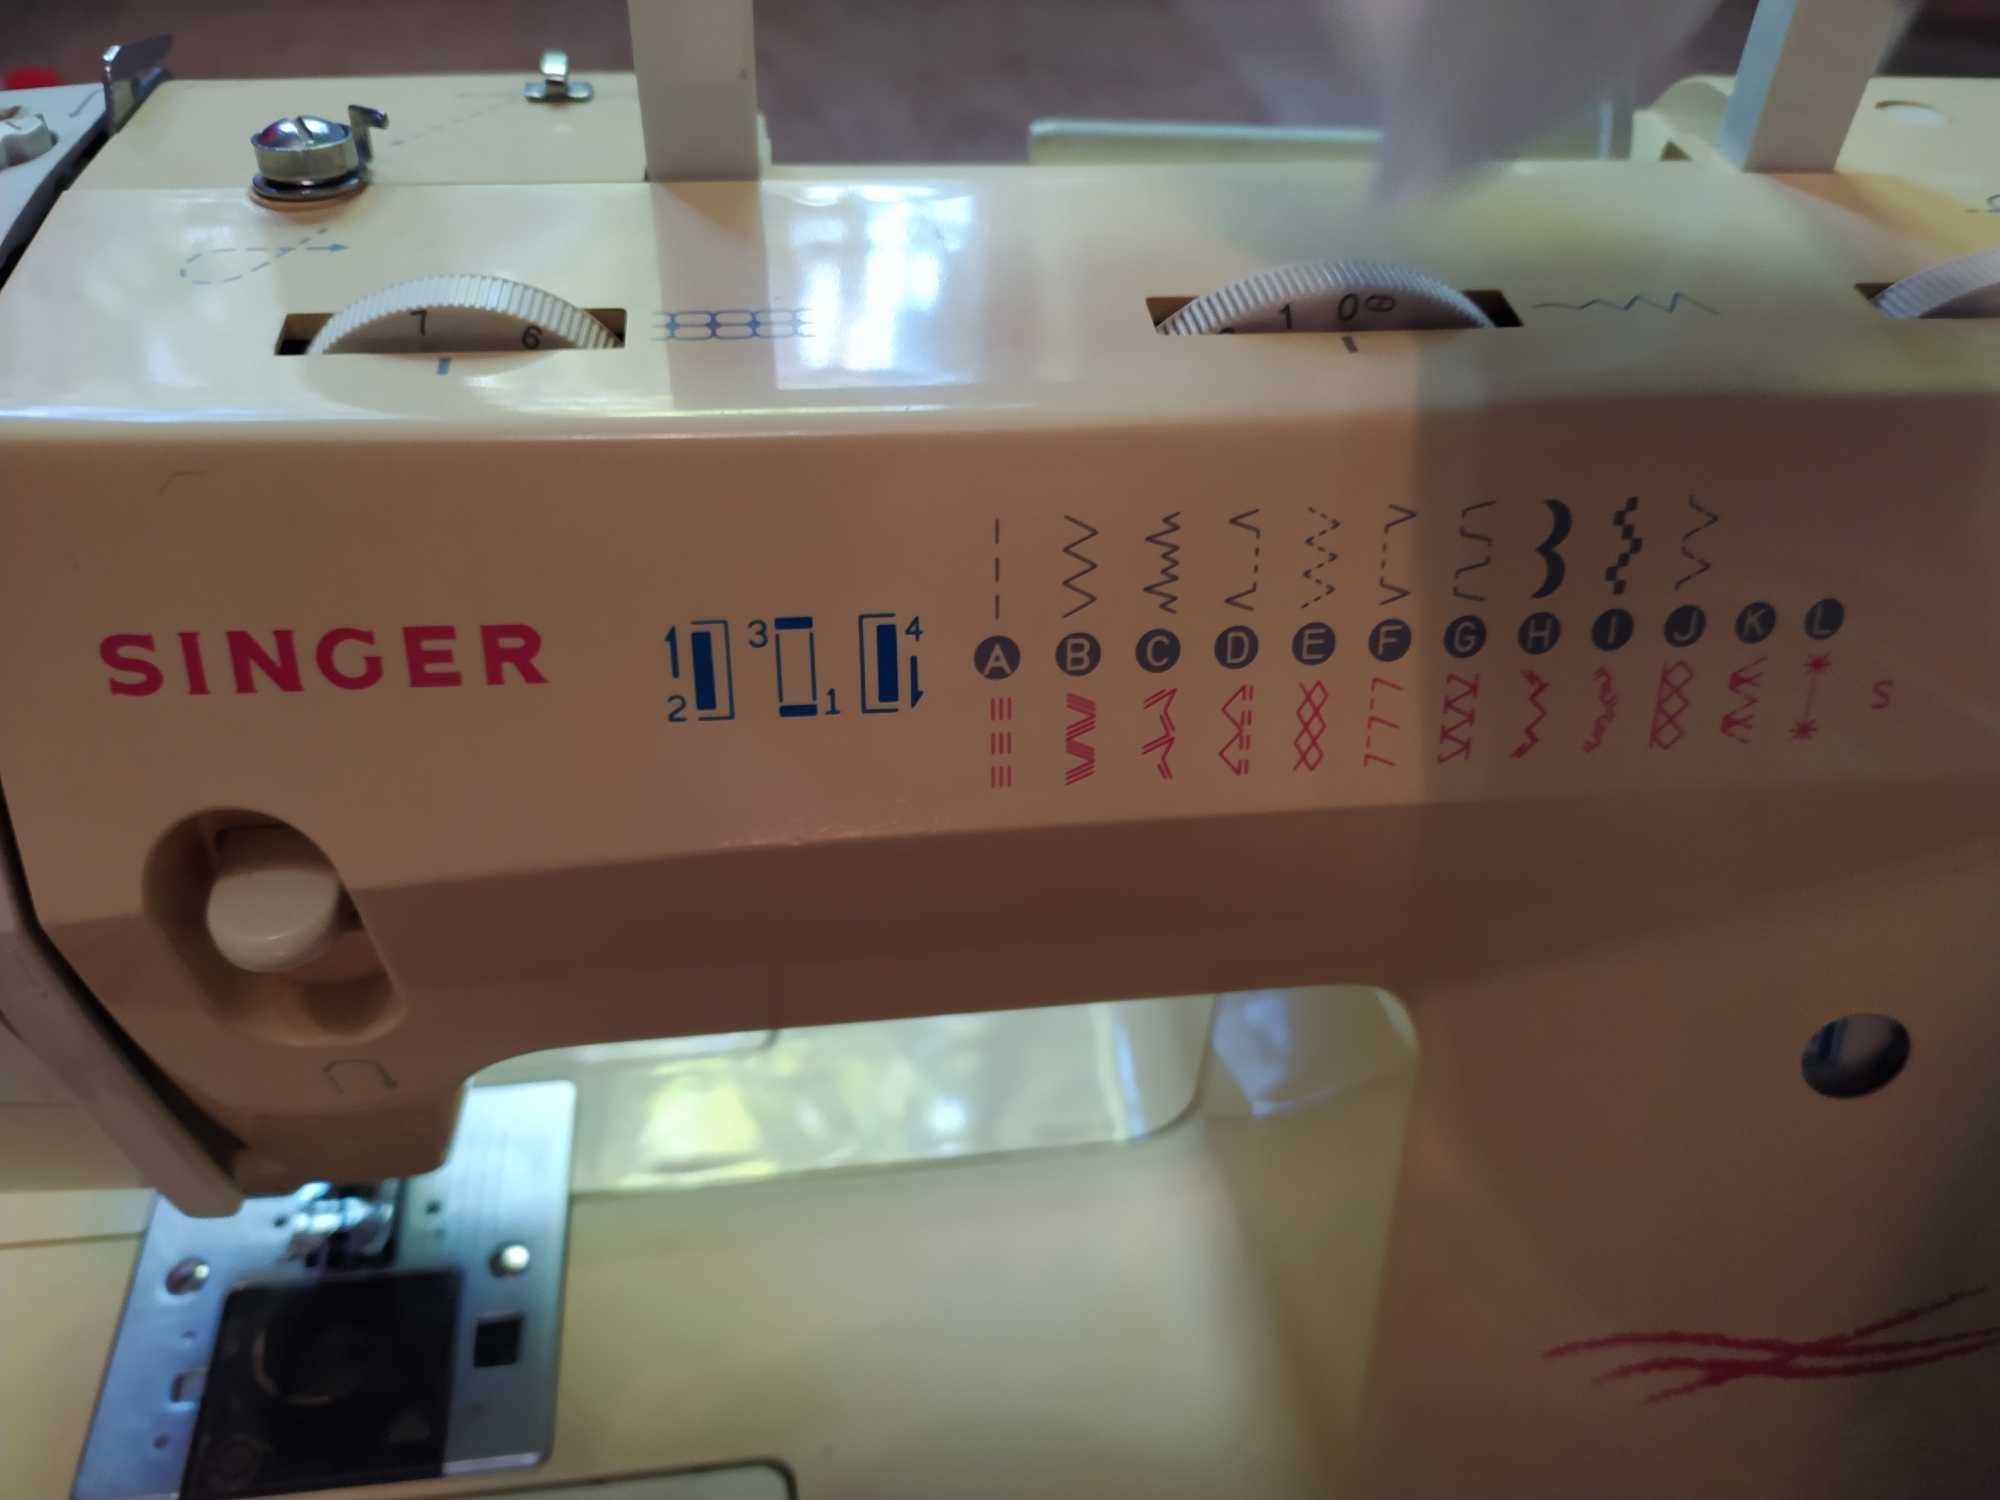 7 6
1 0
SINGER
1 2
3 1
4
A B C D E F G H I J K L
S